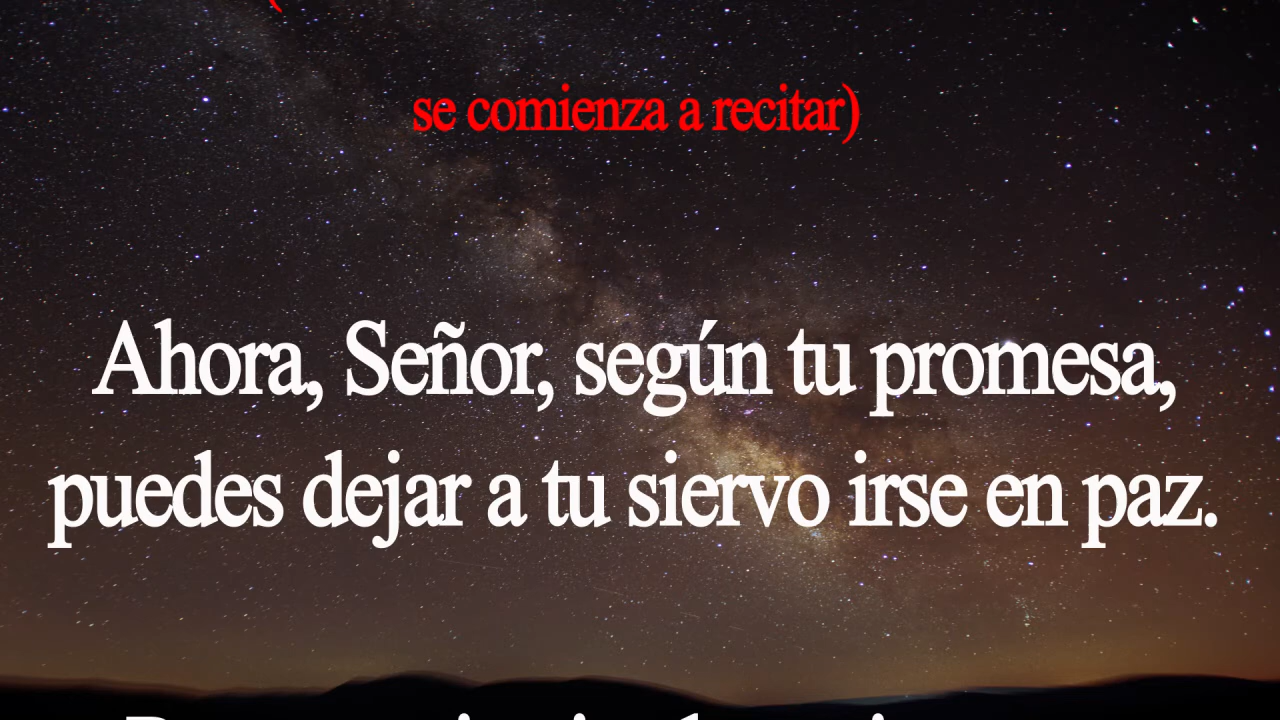 se comienza a recitar)
Ahora, Señor, según tu promesa,
puedes dejar a tu siervo irse en paz.